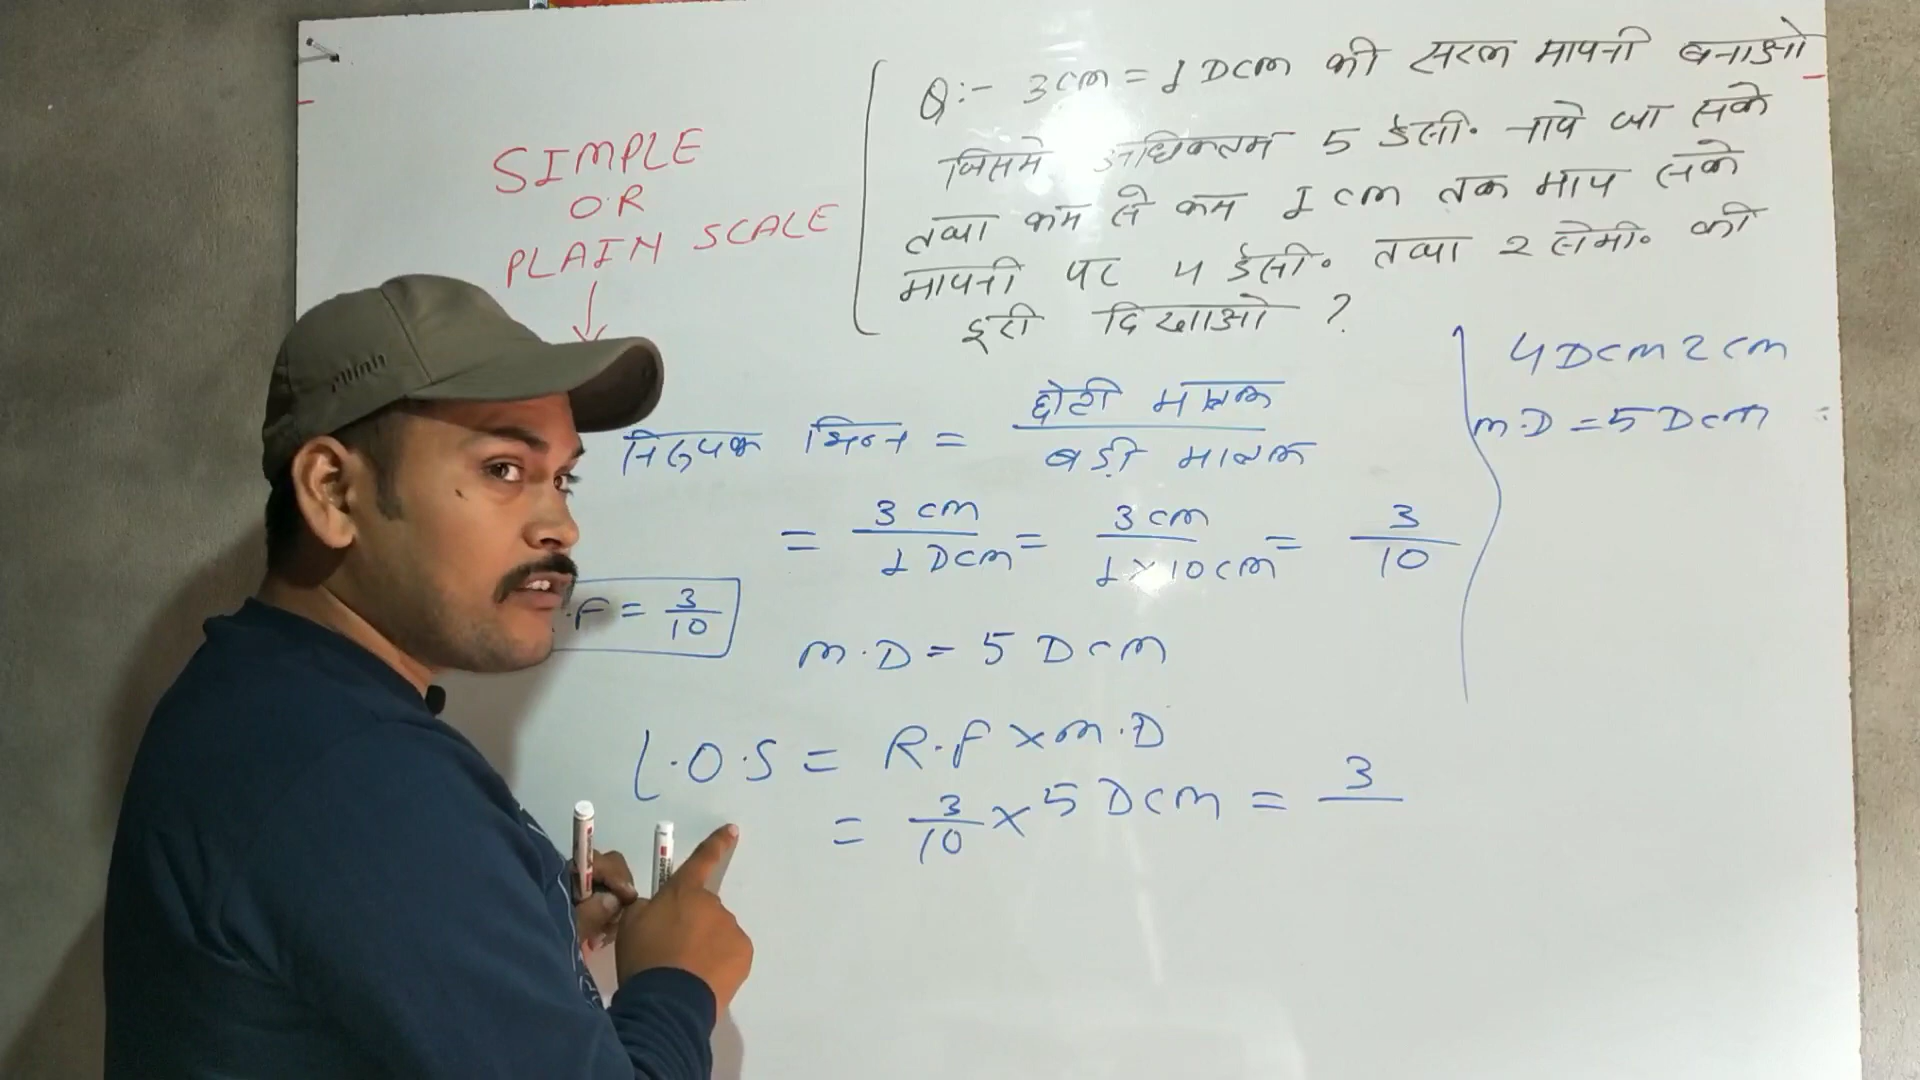 SIMPLE
OR
PLAIN SCALE
Q:- 3cm = 1 Dcm की सरल मापनी बनाओ
जिसमे अधिकतम 5 डेसी. नापे जा सके
तथा कम से कम 1 cm तक माप सके
मापनी पर 4 डेसी. तथा 2 सेमी. की
दूरी दिखाओ ?
4 Dcm 2 cm
m.D = 5 Dcm
निरूपक भिन्न = छोटी मापक / बड़ी मापक
= 3 cm / 1 Dcm = 3 cm / 1 × 10 cm = 3 / 10
.F = 3 / 10
m.D = 5 Dcm
L.O.S = R.F × m.D
= 3 / 10 × 5 Dcm = 3